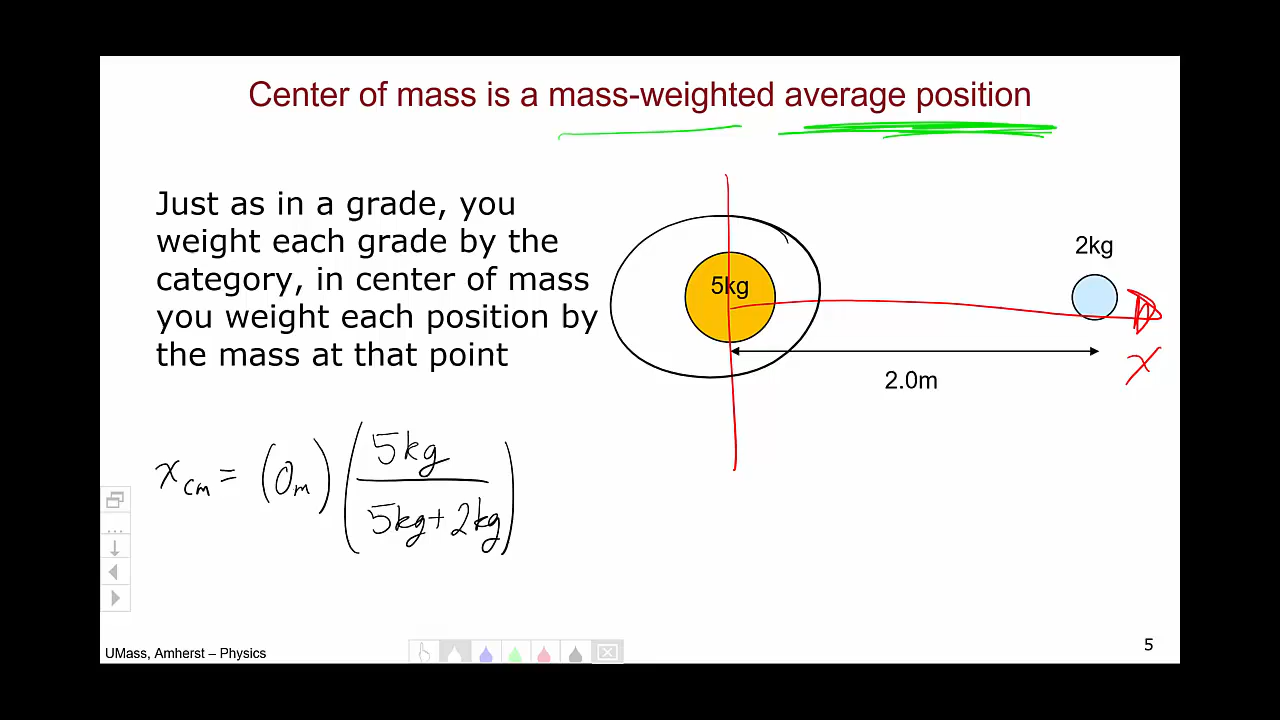 Center of mass is a mass-weighted average position
Just as in a grade, you
weight each grade by the
category, in center of mass
you weight each position by
the mass at that point
5kg
2kg
2.0m
x
x_cm = (0m) (5kg / (5kg + 2kg))
UMass, Amherst – Physics
5